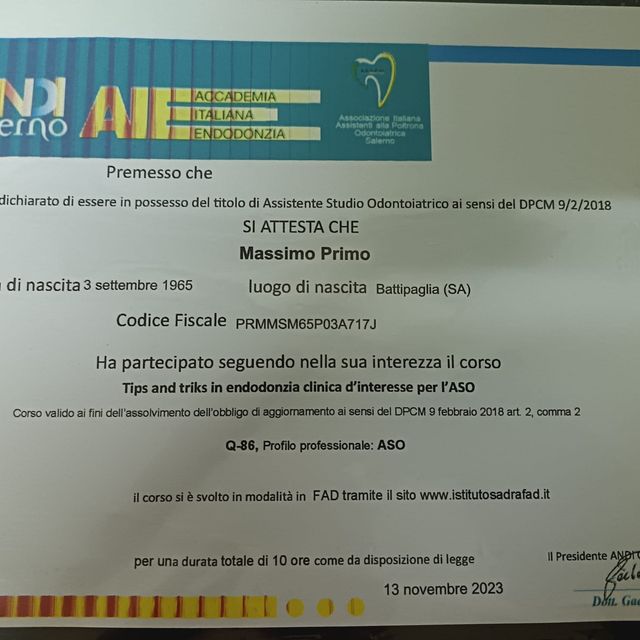 NDI
erno
AIE
ACCADEMIA
ITALIANA
ENDODONZIA
Associazione Italiana
Assistenti alla Poltrona
Odontoiatrica
Salerno
Premesso che
dichiarato di essere in possesso del titolo di Assistente Studio Odontoiatrico ai sensi del DPCM 9/2/2018
SI ATTESTA CHE
Massimo Primo
di nascita 3 settembre 1965 luogo di nascita Battipaglia (SA)
Codice Fiscale PRMMSM65P03A717J
Ha partecipato seguendo nella sua interezza il corso
Tips and triks in endodonzia clinica d'interesse per l'ASO
Corso valido ai fini dell'assolvimento dell'obbligo di aggiornamento ai sensi del DPCM 9 febbraio 2018 art. 2, comma 2
Q-86, Profilo professionale: ASO
il corso si è svolto in modalità in FAD tramite il sito www.istitutosadrafad.it
per una durata totale di 10 ore come da disposizione di legge
Il Presidente ANDI
13 novembre 2023
Dott. Gae